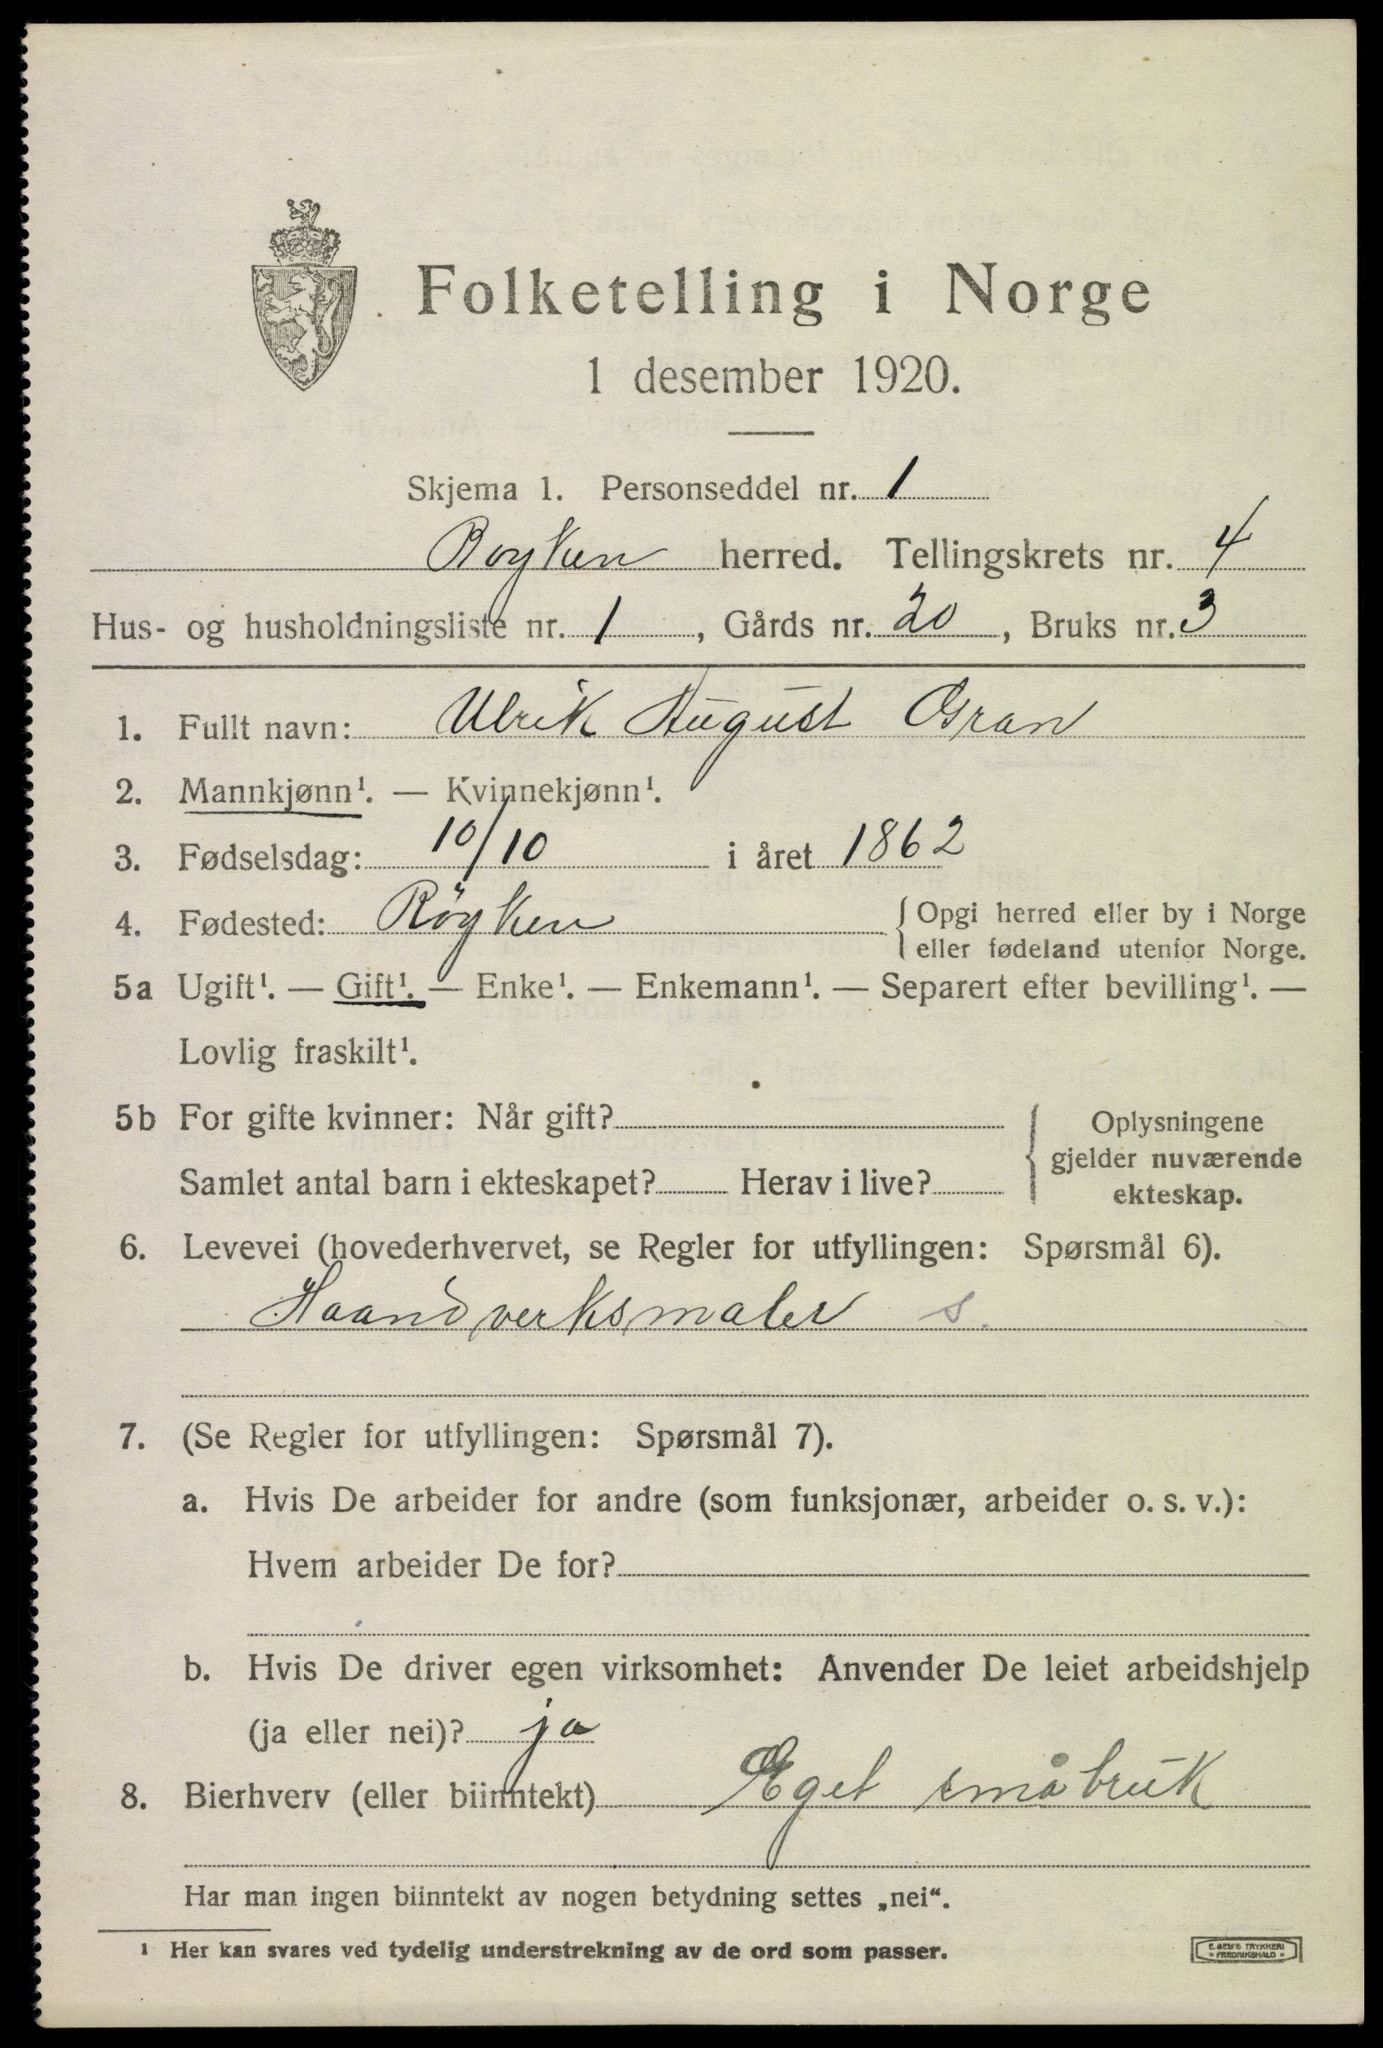 Folketelling i Norge
1 desember 1920.
Skjema 1. Personseddel nr. 1
Røyken herred. Tellingskrets nr. 4
Hus- og husholdningsliste nr. 1, Gårds nr. 20, Bruks nr. 3
1. Fullt navn: Ulrik August Gran
2. Mannkjønn¹. — Kvinnekjønn¹.
3. Fødselsdag: 10/10 i året 1862
4. Fødested: Røyken { Opgi herred eller by i Norge
eller fødeland utenfor Norge.
5a Ugift¹. — Gift¹. — Enke¹. — Enkemann¹. — Separert efter bevilling¹. —
Lovlig fraskilt¹.
5b For gifte kvinner: Når gift? { Oplysningene
gjelder nuværende
Samlet antal barn i ekteskapet? Herav i live? ekteskap.
6. Levevei (hovederhvervet, se Regler for utfyllingen: Spørsmål 6).
Haandverksmaler s.
7. (Se Regler for utfyllingen: Spørsmål 7).
a. Hvis De arbeider for andre (som funksjonær, arbeider o. s. v.):
Hvem arbeider De for?
b. Hvis De driver egen virksomhet: Anvender De leiet arbeidshjelp
(ja eller nei)? ja
8. Bierhverv (eller biinntekt) Eget småbruk
Har man ingen biinntekt av nogen betydning settes „nei“.
¹ Her kan svares ved tydelig understrekning av de ord som passer.
E. SEM'S TRYKKERI
» FREDRIKSHALD »